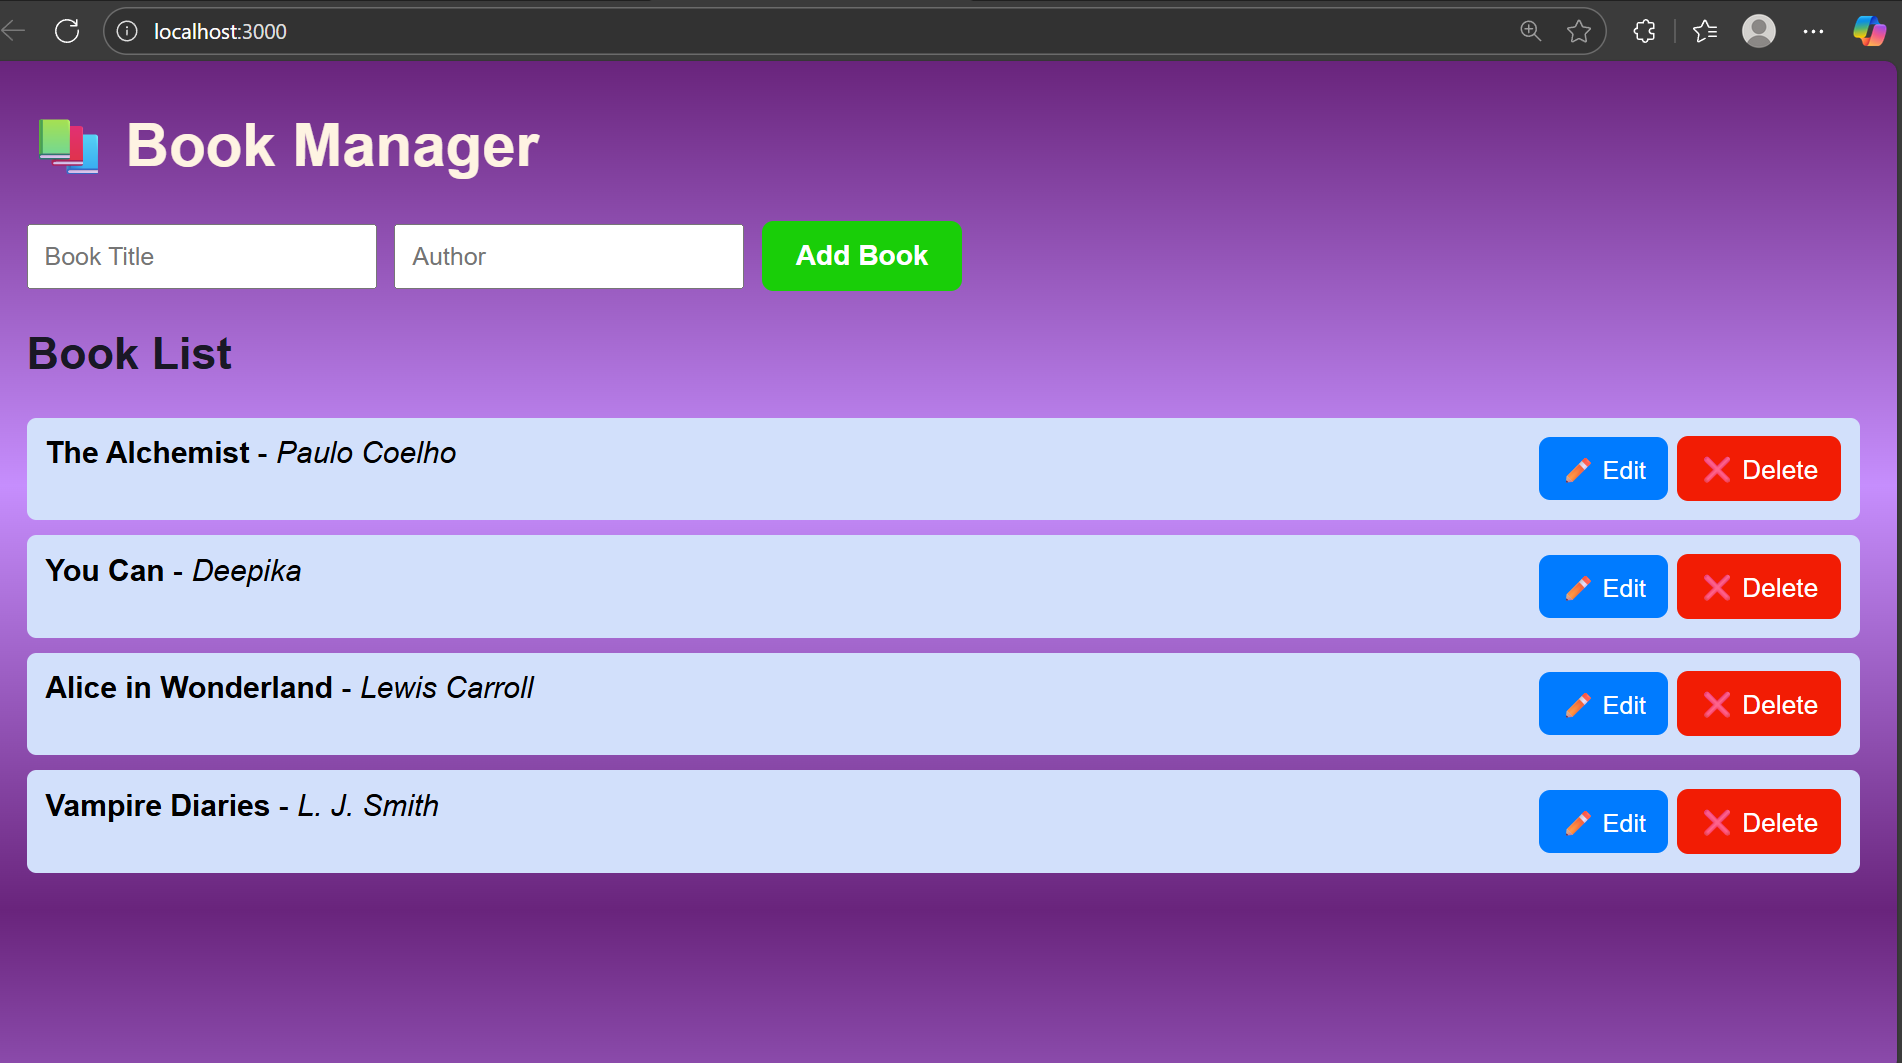 localhost:3000
Book Manager
Book Title Author Add Book
Book List
The Alchemist - Paulo Coelho Edit Delete
You Can - Deepika Edit Delete
Alice in Wonderland - Lewis Carroll Edit Delete
Vampire Diaries - L. J. Smith Edit Delete